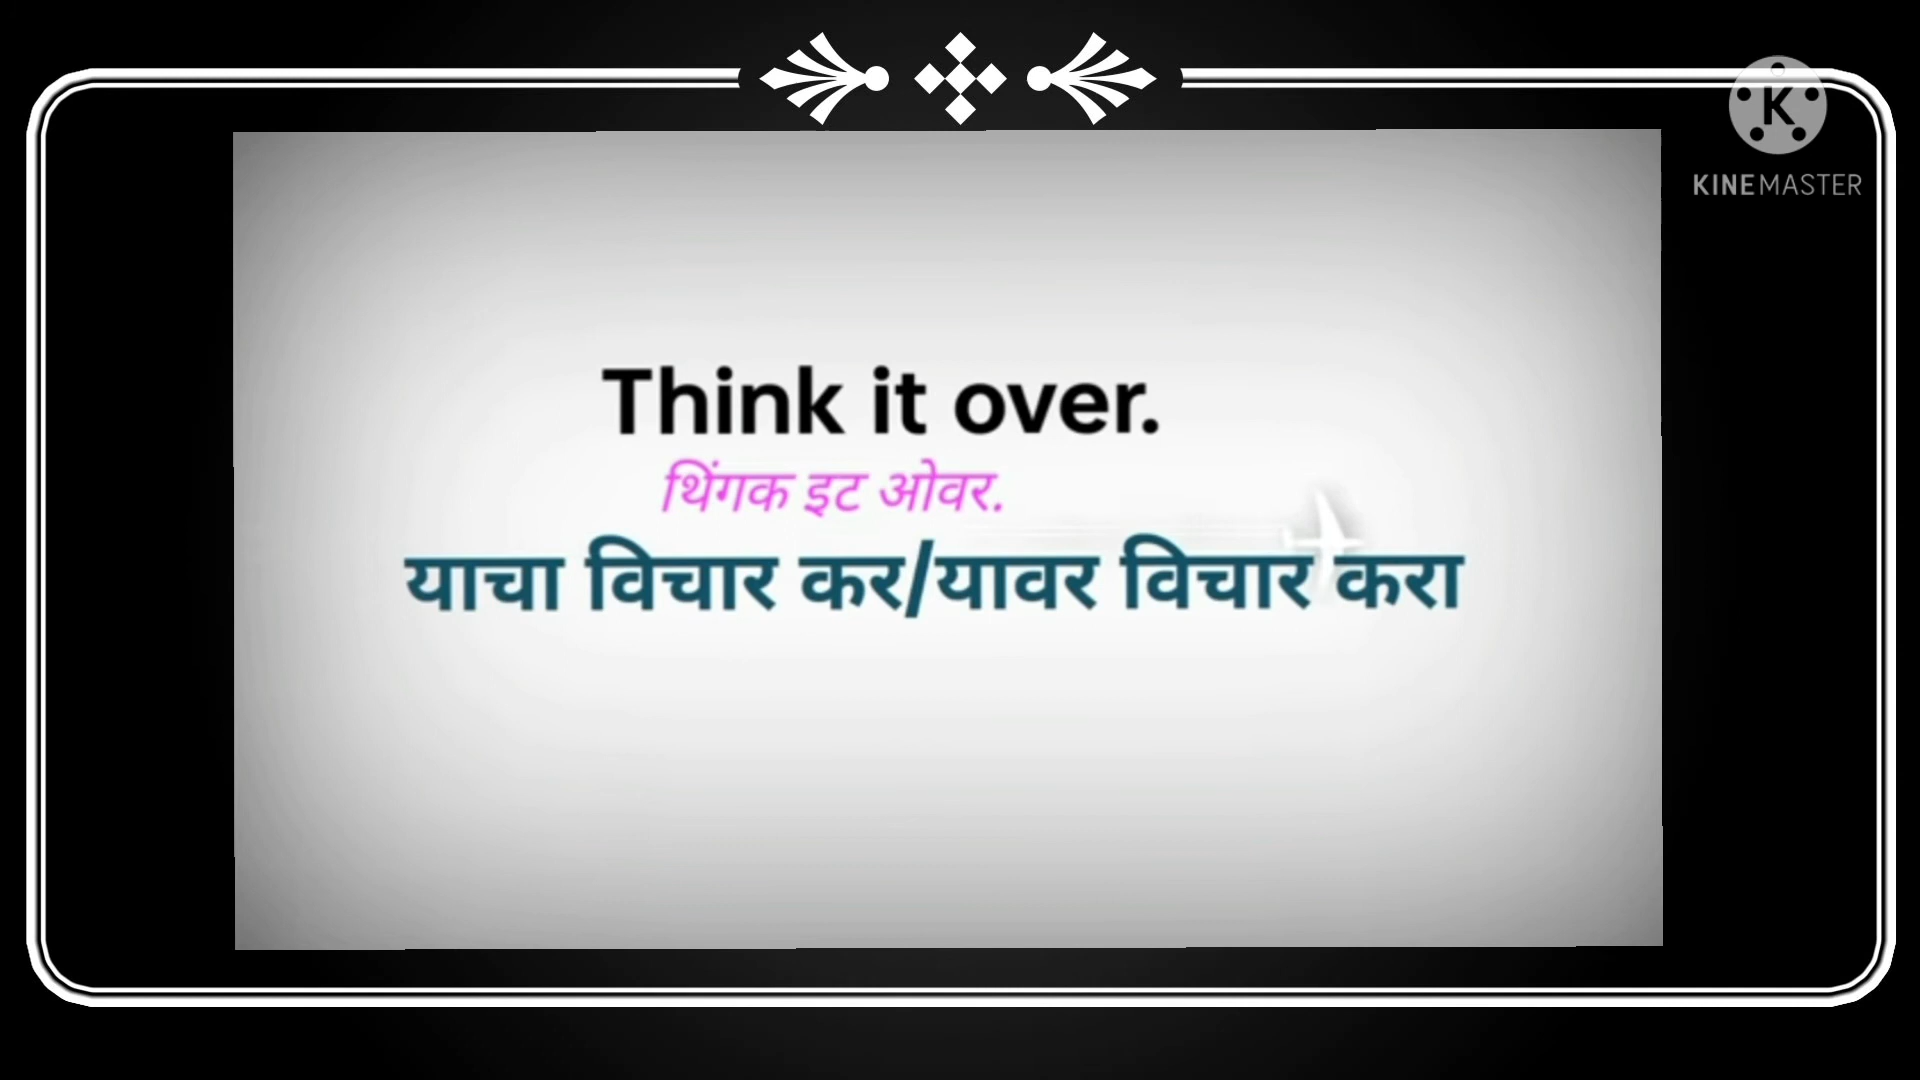 K
KINEMASTER
Think it over.
थिंगक इट ओवर.
याचा विचार कर/यावर विचार करा